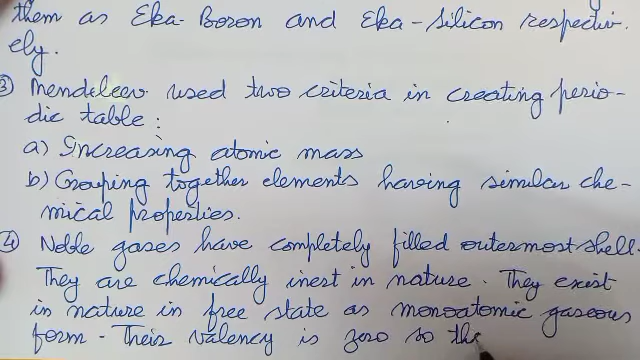 them as Eka-Boron and Eka-Silicon respectiv-
ely.
③ Mendeleev used two criteria in creating perio-
dic table :
a) Increasing atomic mass
b) Grouping together elements having similar che-
mical properties.
④ Noble gases have completely filled outermost shell.
They are chemically inert in nature. They exist
in nature in free state as monoatomic gaseous
form - Their valency is zero so the